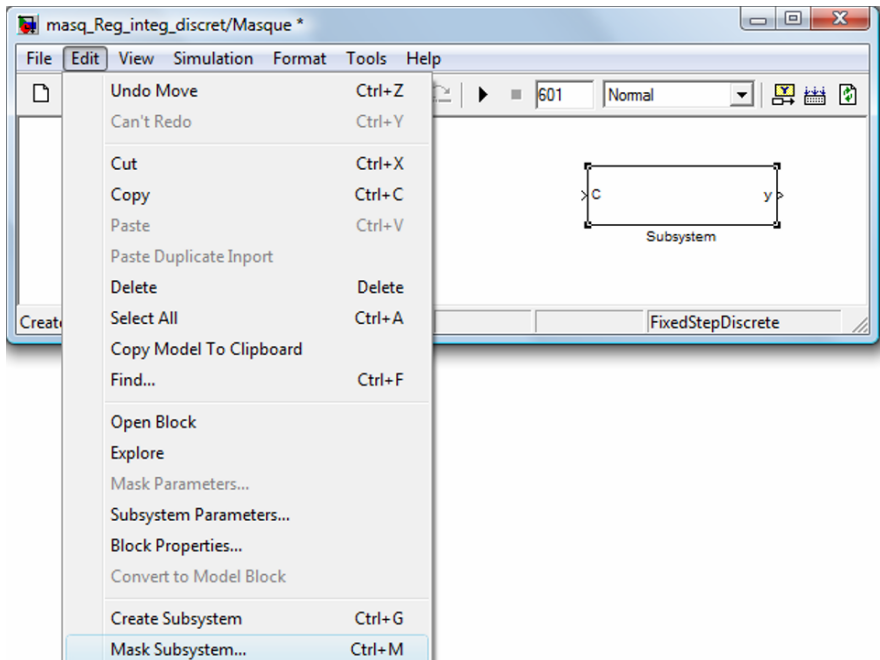 masq_Reg_integ_discret/Masque *
File Edit View Simulation Format Tools Help
601 Normal
Undo Move Ctrl+Z
Can't Redo Ctrl+Y
Cut Ctrl+X
Copy Ctrl+C
Paste Ctrl+V
Paste Duplicate Inport
Delete Delete
Select All Ctrl+A
Copy Model To Clipboard
Find... Ctrl+F
Open Block
Explore
Mask Parameters...
Subsystem Parameters...
Block Properties...
Convert to Model Block
Create Subsystem Ctrl+G
Mask Subsystem... Ctrl+M
C y
Subsystem
Create
FixedStepDiscrete